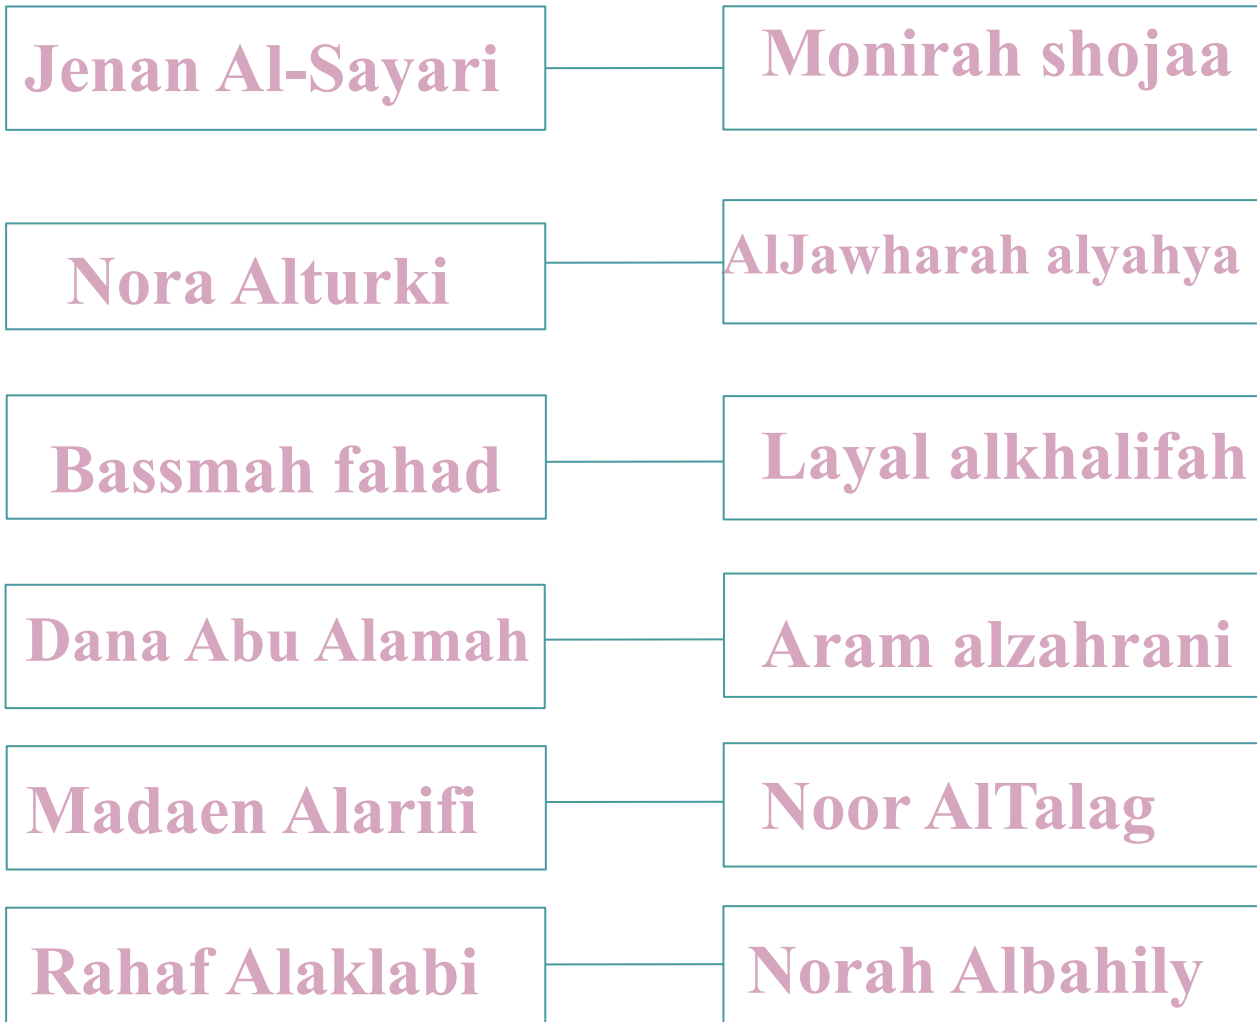 Jenan Al-Sayari
Monirah shojaa
Nora Alturki
AlJawharah alyahya
Bassmah fahad
Layal alkhalifah
Dana Abu Alamah
Aram alzahrani
Madaen Alarifi
Noor AlTalag
Rahaf Alaklabi
Norah Albahily